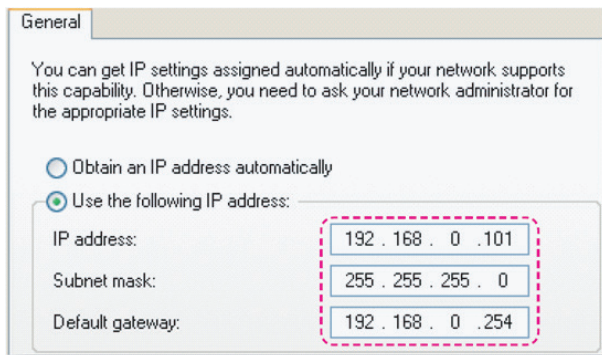 General
You can get IP settings assigned automatically if your network supports
this capability. Otherwise, you need to ask your network administrator for
the appropriate IP settings.
Obtain an IP address automatically
Use the following IP address:
IP address: 192 . 168 . 0 .101
Subnet mask: 255 . 255 . 255 . 0
Default gateway: 192 . 168 . 0 .254